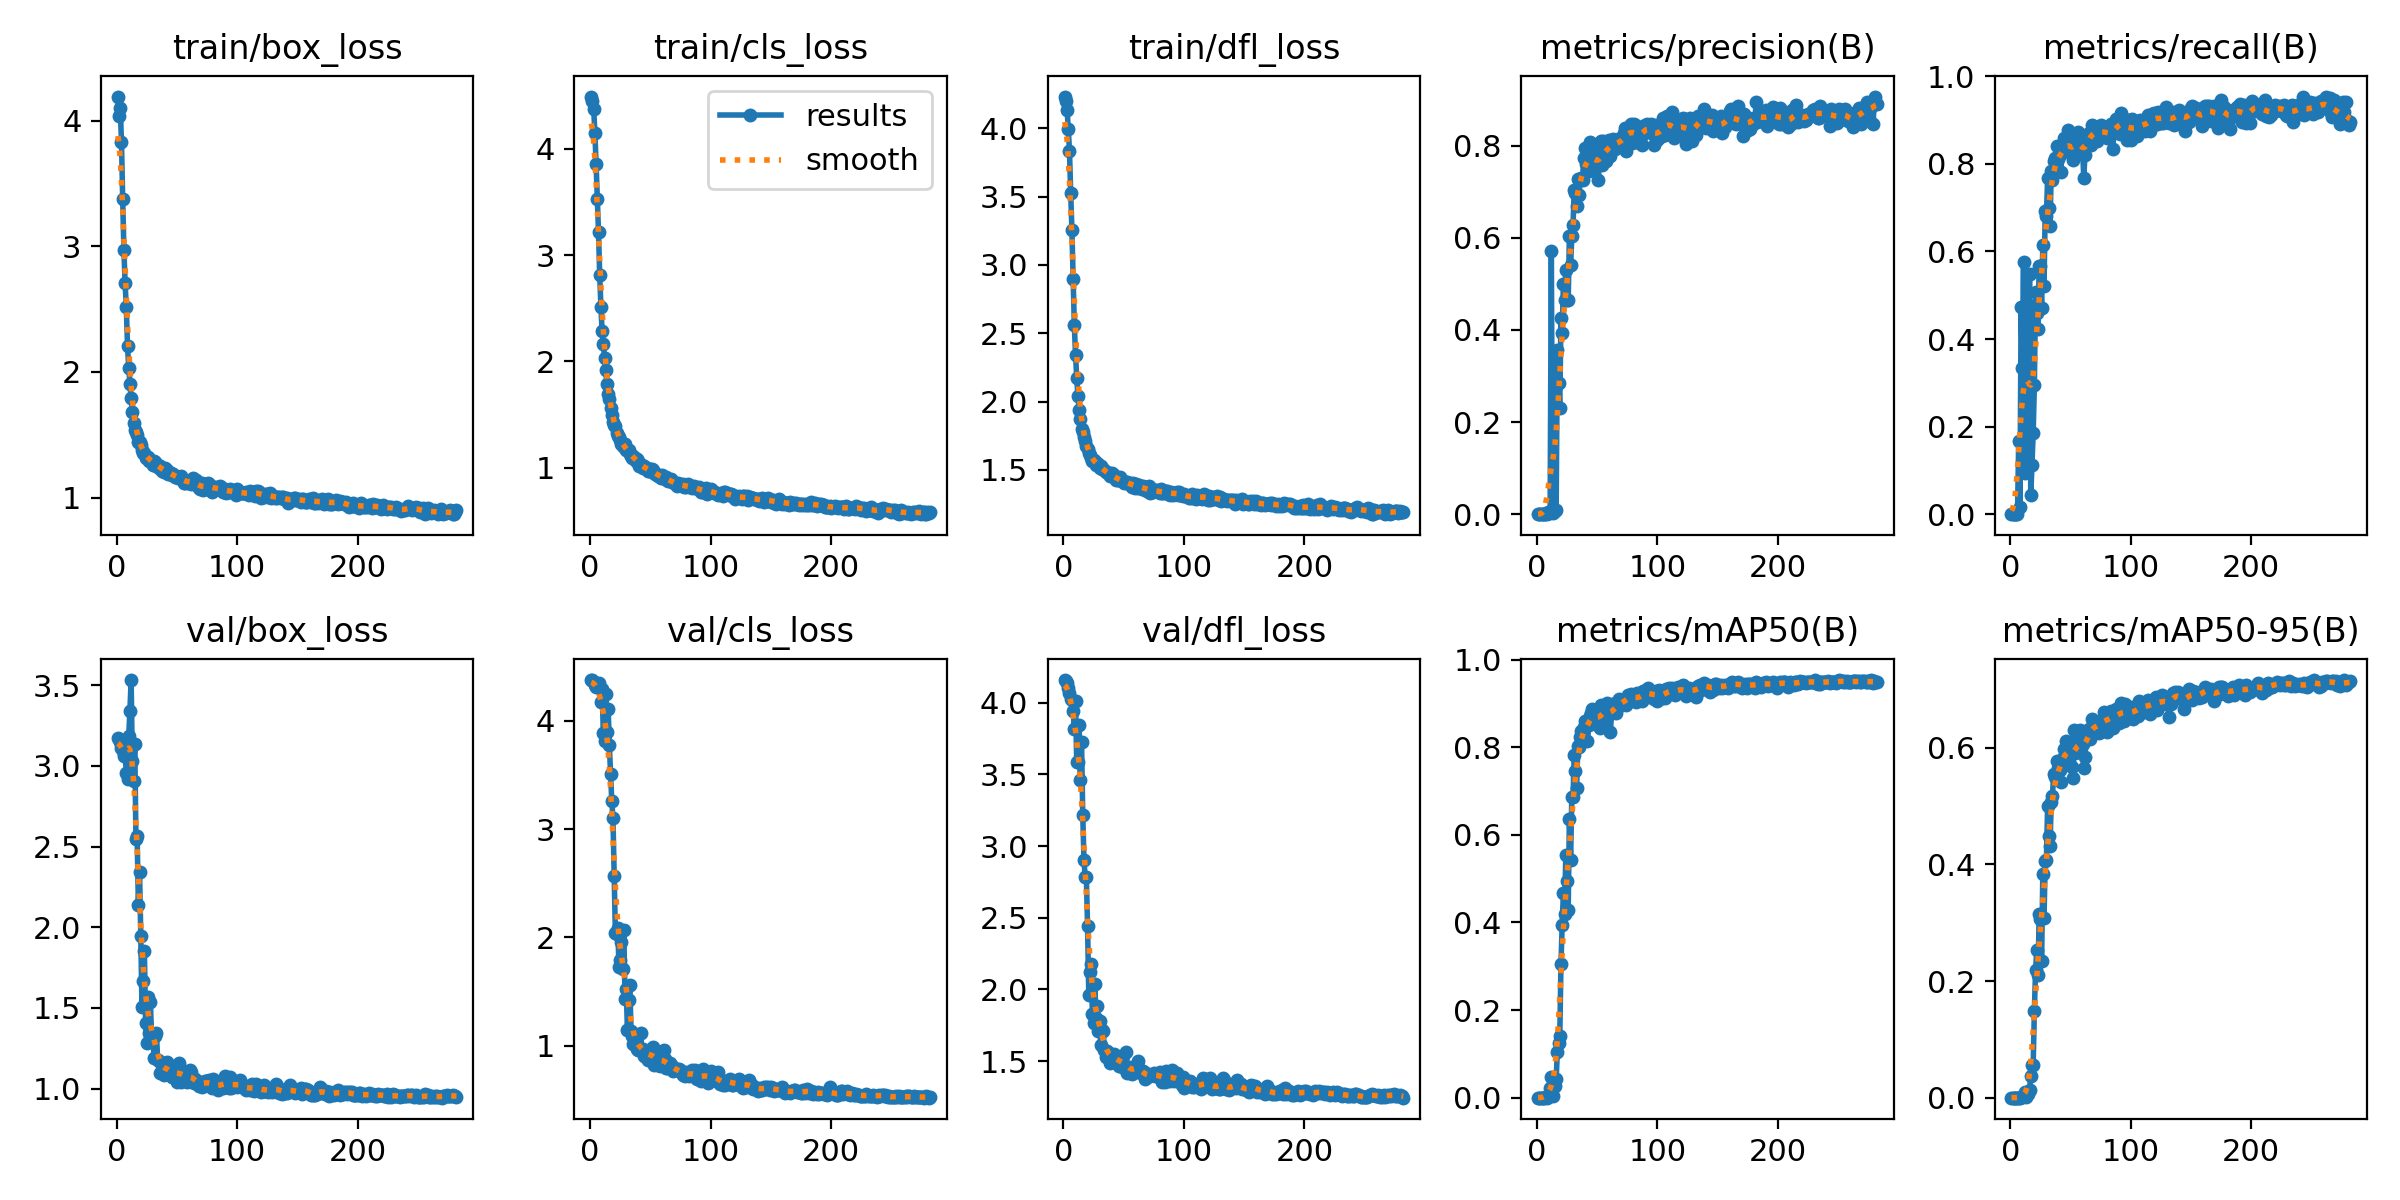 train/box_loss
4
3
2
1
0 100 200
train/cls_loss
results
smooth
4
3
2
1
0 100 200
train/dfl_loss
4.0
3.5
3.0
2.5
2.0
1.5
0 100 200
metrics/precision(B)
0.8
0.6
0.4
0.2
0.0
0 100 200
metrics/recall(B)
1.0
0.8
0.6
0.4
0.2
0.0
0 100 200
val/box_loss
3.5
3.0
2.5
2.0
1.5
1.0
0 100 200
val/cls_loss
4
3
2
1
0 100 200
val/dfl_loss
4.0
3.5
3.0
2.5
2.0
1.5
0 100 200
metrics/mAP50(B)
1.0
0.8
0.6
0.4
0.2
0.0
0 100 200
metrics/mAP50-95(B)
0.6
0.4
0.2
0.0
0 100 200